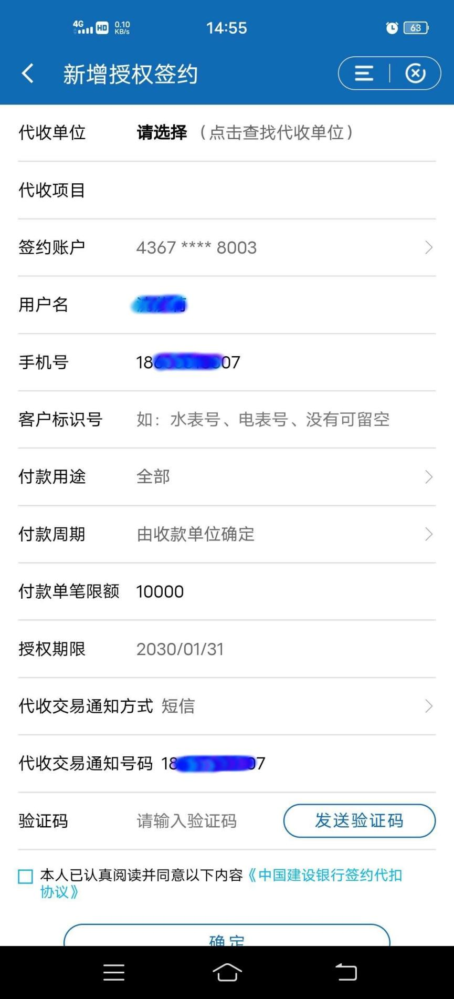 4G HD 0.10 KB/s 14:55 63
新增授权签约
代收单位 请选择 （点击查找代收单位）
代收项目
签约账户 4367 **** 8003
用户名
手机号 18 07
客户标识号 如：水表号、电表号、没有可留空
付款用途 全部
付款周期 由收款单位确定
付款单笔限额 10000
授权期限 2030/01/31
代收交易通知方式 短信
代收交易通知号码 18 07
验证码 请输入验证码 发送验证码
本人已认真阅读并同意以下内容《中国建设银行签约代扣
协议》
确定